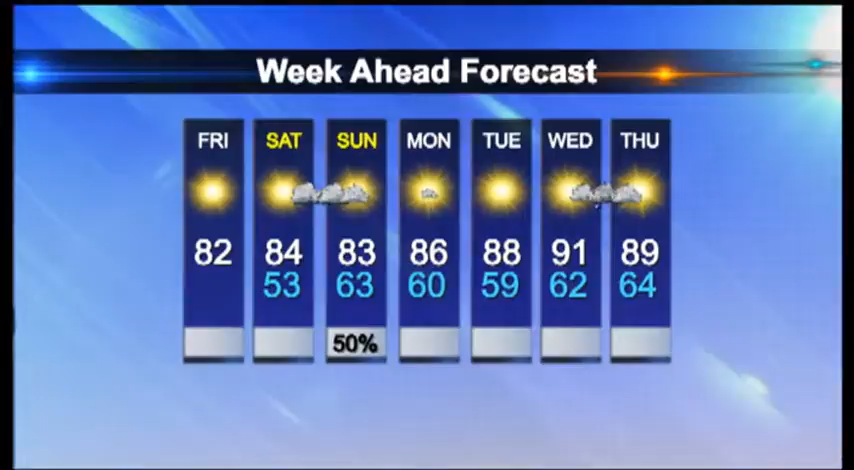 Week Ahead Forecast
FRI SAT SUN MON TUE WED THU
82 84 83 86 88 91 89
53 63 60 59 62 64
50%